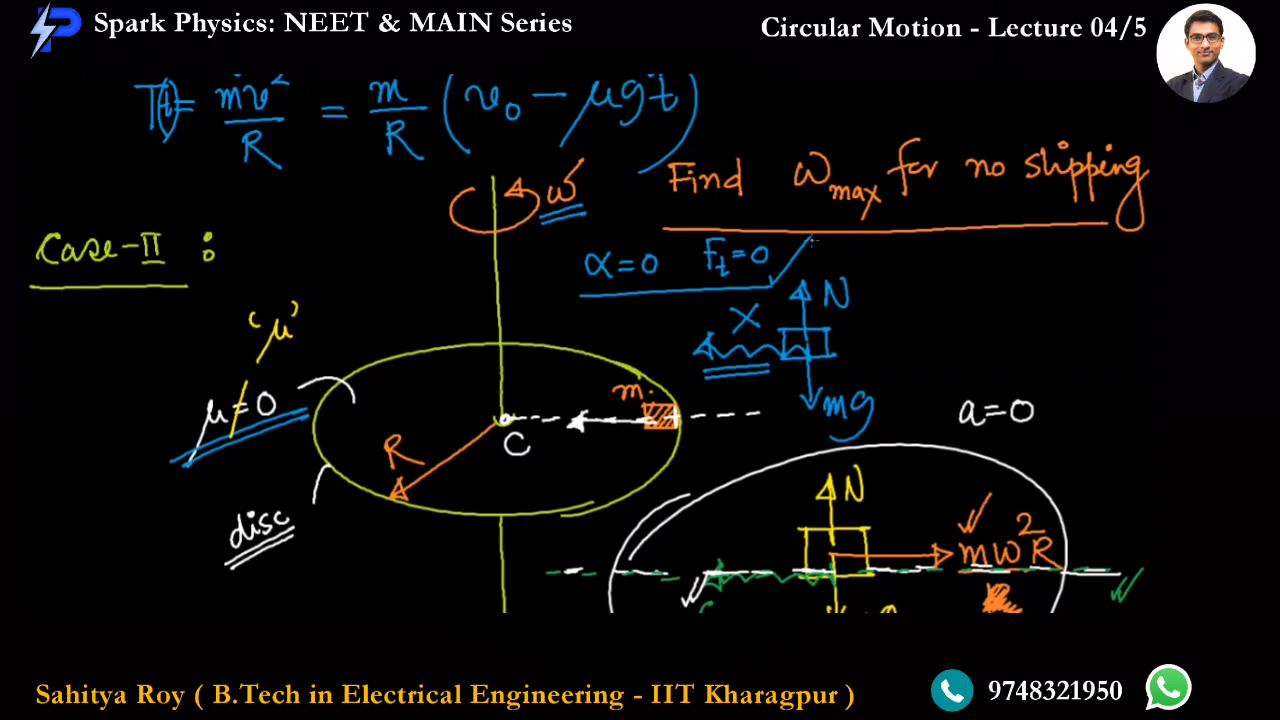 Spark Physics: NEET & MAIN Series
Circular Motion - Lecture 04/5
T(t)= mv²/R = m/R (v₀ - μgt)
Find ω max for no slipping
ω
Case-II :
α=0 Ft=0
'μ'
N
X
m.
μ=0
mg
a=0
C
R
N
disc
mω²R
Sahitya Roy ( B.Tech in Electrical Engineering - IIT Kharagpur )
9748321950